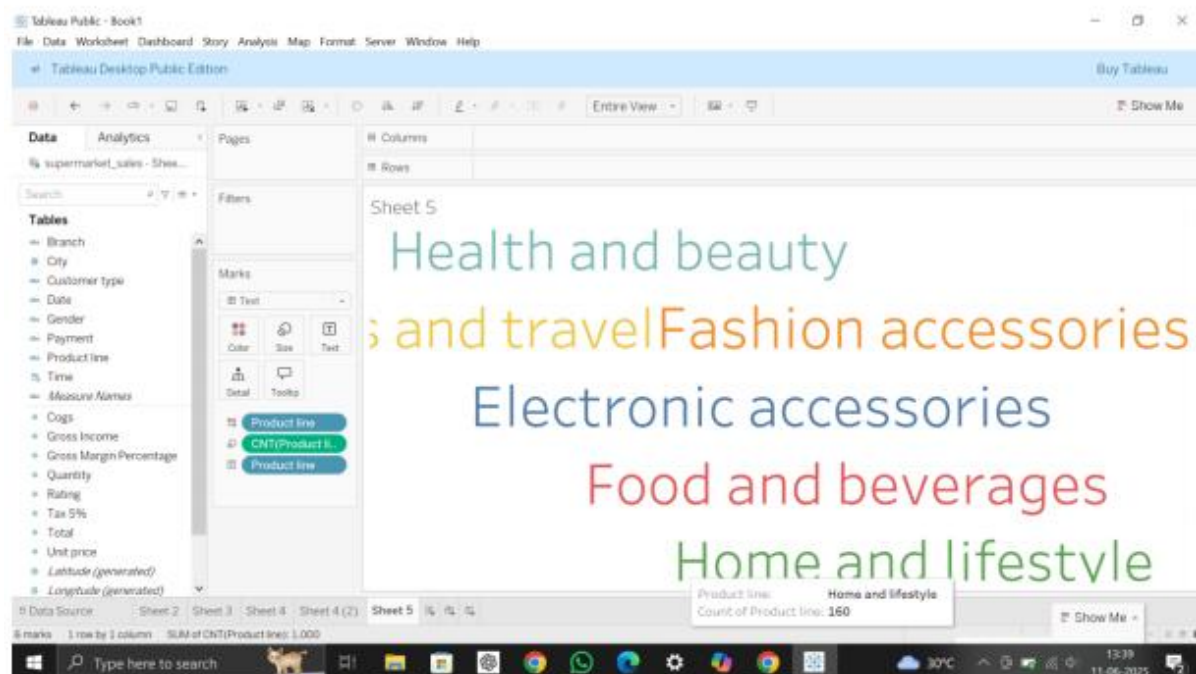 Tableau Public - Book1
File Data Worksheet Dashboard Story Analysis Map Format Server Window Help
Tableau Desktop Public Edition Buy Tableau
Entire View Show Me
Data Analytics Pages Columns
supermarket_sales - Shee... Rows
Search Filters
Sheet 5
Tables
Branch
City
Customer type
Date
Gender
Payment
Product line
Time
Measure Names
Cogs
Gross Income
Gross Margin Percentage
Quantity
Rating
Tax 5%
Total
Unit price
Latitude (generated)
Longitude (generated)
Marks
Text
Color Size Text
Detail Tooltip
Product line
CNT(Product li..
Product line
Health and beauty
s and travel Fashion accessories
Electronic accessories
Food and beverages
Home and lifestyle
Product line: Home and lifestyle
Count of Product line: 160
Show Me
Data Source Sheet 2 Sheet 3 Sheet 4 Sheet 4 (2) Sheet 5
6 marks 1 row by 1 column SUM of CNT(Product line): 1,000
Type here to search 30°C 13:39
11-06-2025